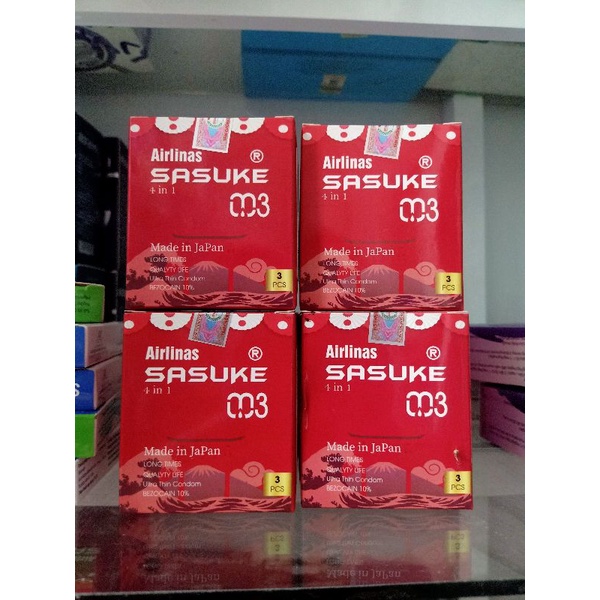 Airlinas ®
SASUKE
4 in 1
003
Made in JaPan
LONG TIMES
QUALYTY LIFE
Ultra Thin Condom
BEZOCAIN 10%
3
PCS
Airlinas ®
SASUKE
4 in 1
003
Made in JaPan
LONG TIMES
QUALYTY LIFE
Ultra Thin Condom
BEZOCAIN 10%
3
PCS
Airlinas ®
SASUKE
4 in 1
003
Made in JaPan
LONG TIMES
QUALYTY LIFE
Ultra Thin Condom
BEZOCAIN 10%
3
PCS
Airlinas ®
SASUKE
4 in 1
003
Made in JaPan
LONG TIMES
QUALYTY LIFE
Ultra Thin Condom
BEZOCAIN 10%
3
PCS